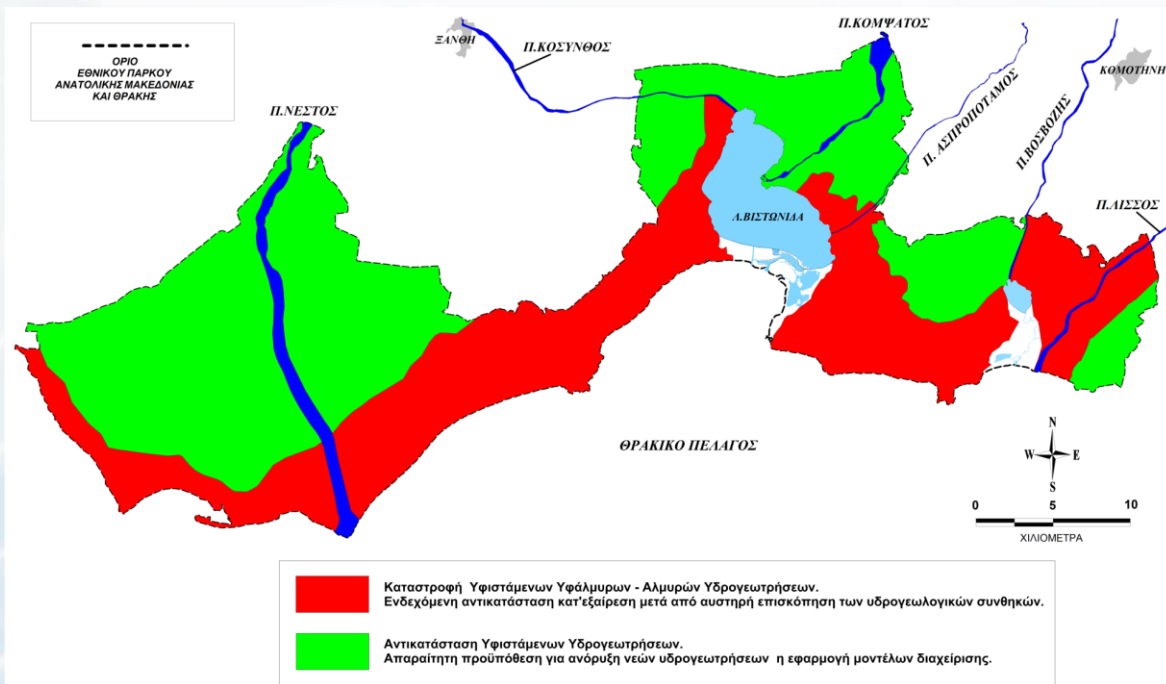 ΞΑΝΘΗ
Π.ΚΟΣΥΝΘΟΣ
Π.ΚΟΜΨΑΤΟΣ
ΚΟΜΟΤΗΝΗ
ΟΡΙΟ
ΕΘΝΙΚΟΥ ΠΑΡΚΟΥ
ΑΝΑΤΟΛΙΚΗΣ ΜΑΚΕΔΟΝΙΑΣ
ΚΑΙ ΘΡΑΚΗΣ
Π.ΝΕΣΤΟΣ
Π. ΑΣΠΡΟΠΟΤΑΜΟΣ
Π.ΒΟΣΒΟΖΗΣ
Π.ΛΙΣΣΟΣ
Λ.ΒΙΣΤΩΝΙΔΑ
ΘΡΑΚΙΚΟ ΠΕΛΑΓΟΣ
N
W E
S
0 5 10
ΧΙΛΙΟΜΕΤΡΑ
Καταστροφή Υφιστάμενων Υφάλμυρων - Αλμυρών Υδρογεωτρήσεων.
Ενδεχόμενη αντικατάσταση κατ'εξαίρεση μετά από αυστηρή επισκόπηση των υδρογεωλογικών συνθηκών.
Αντικατάσταση Υφιστάμενων Υδρογεωτρήσεων.
Απαραίτητη προϋπόθεση για ανόρυξη νεών υδρογεωτρήσεων η εφαρμογή μοντέλων διαχείρισης.